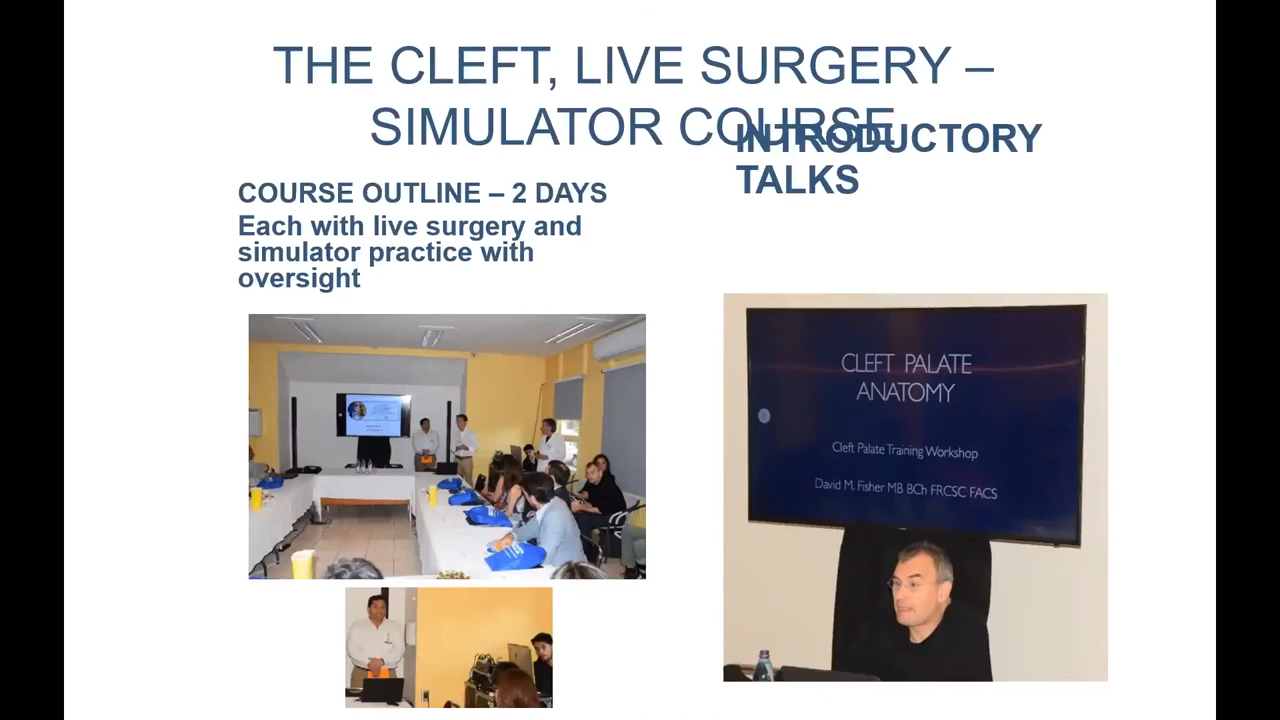 THE CLEFT, LIVE SURGERY –
SIMULATOR COURSE
INTRODUCTORY
TALKS
COURSE OUTLINE – 2 DAYS
Each with live surgery and
simulator practice with
oversight
CLEFT PALATE
ANATOMY
Cleft Palate Training Workshop
David M. Fisher MB BCh FRCSC FACS